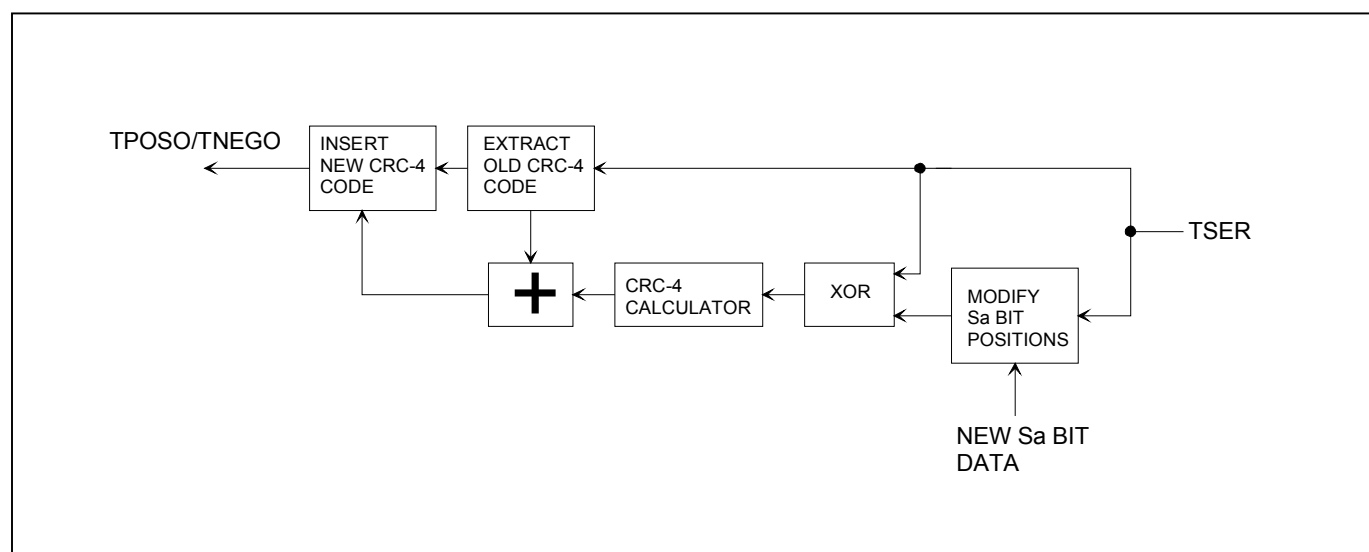 TPOSO/TNEGO
INSERT
NEW CRC-4
CODE
EXTRACT
OLD CRC-4
CODE
TSER
+
CRC-4
CALCULATOR
XOR
MODIFY
Sa BIT
POSITIONS
NEW Sa BIT
DATA